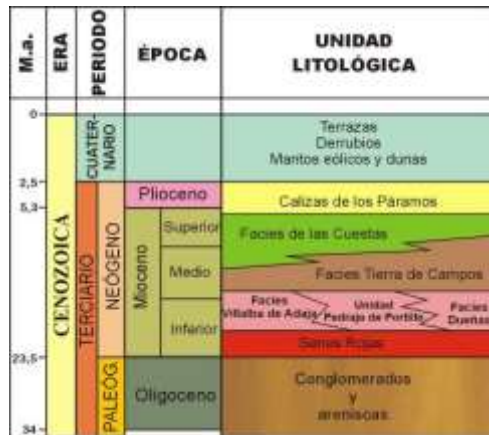 M.a.
ERA
PERIODO
ÉPOCA
UNIDAD
LITOLÓGICA
0
2,5
5,3
23,5
34
CENOZOICA
TERCIARIO
CUATER-
NARIO
NEÓGENO
PALEÓG.
Plioceno
Mioceno
Superior
Medio
Inferior
Oligoceno
Terrazas
Derrubios
Mantos eólicos y dunas
Calizas de los Páramos
Facies de las Cuestas
Facies Tierra de Campos
Facies
Villalba de Adaja
Unidad
Pedraja de Portillo
Facies
Dueñas
Series Rojas
Conglomerados
y
areniscas